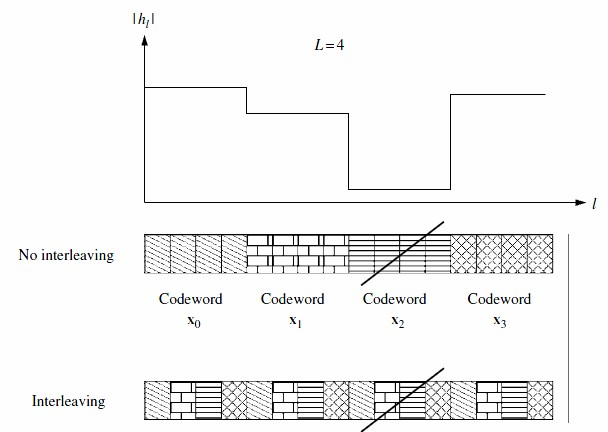 |h_l|
L = 4
l
No interleaving
Codeword Codeword Codeword Codeword
x_0 x_1 x_2 x_3
Interleaving